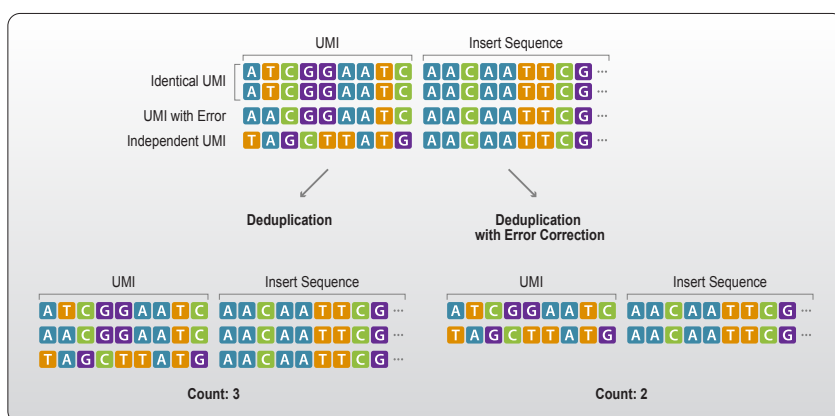 UMI Insert Sequence
Identical UMI
A T C G G A A T C A A C A A T T C G ...
A T C G G A A T C A A C A A T T C G ...
UMI with Error A A C G G A A T C A A C A A T T C G ...
Independent UMI T A G C T T A T G A A C A A T T C G ...
Deduplication
Deduplication
with Error Correction
UMI Insert Sequence
A T C G G A A T C A A C A A T T C G ...
A A C G G A A T C A A C A A T T C G ...
T A G C T T A T G A A C A A T T C G ...
Count: 3
UMI Insert Sequence
A T C G G A A T C A A C A A T T C G ...
T A G C T T A T G A A C A A T T C G ...
Count: 2